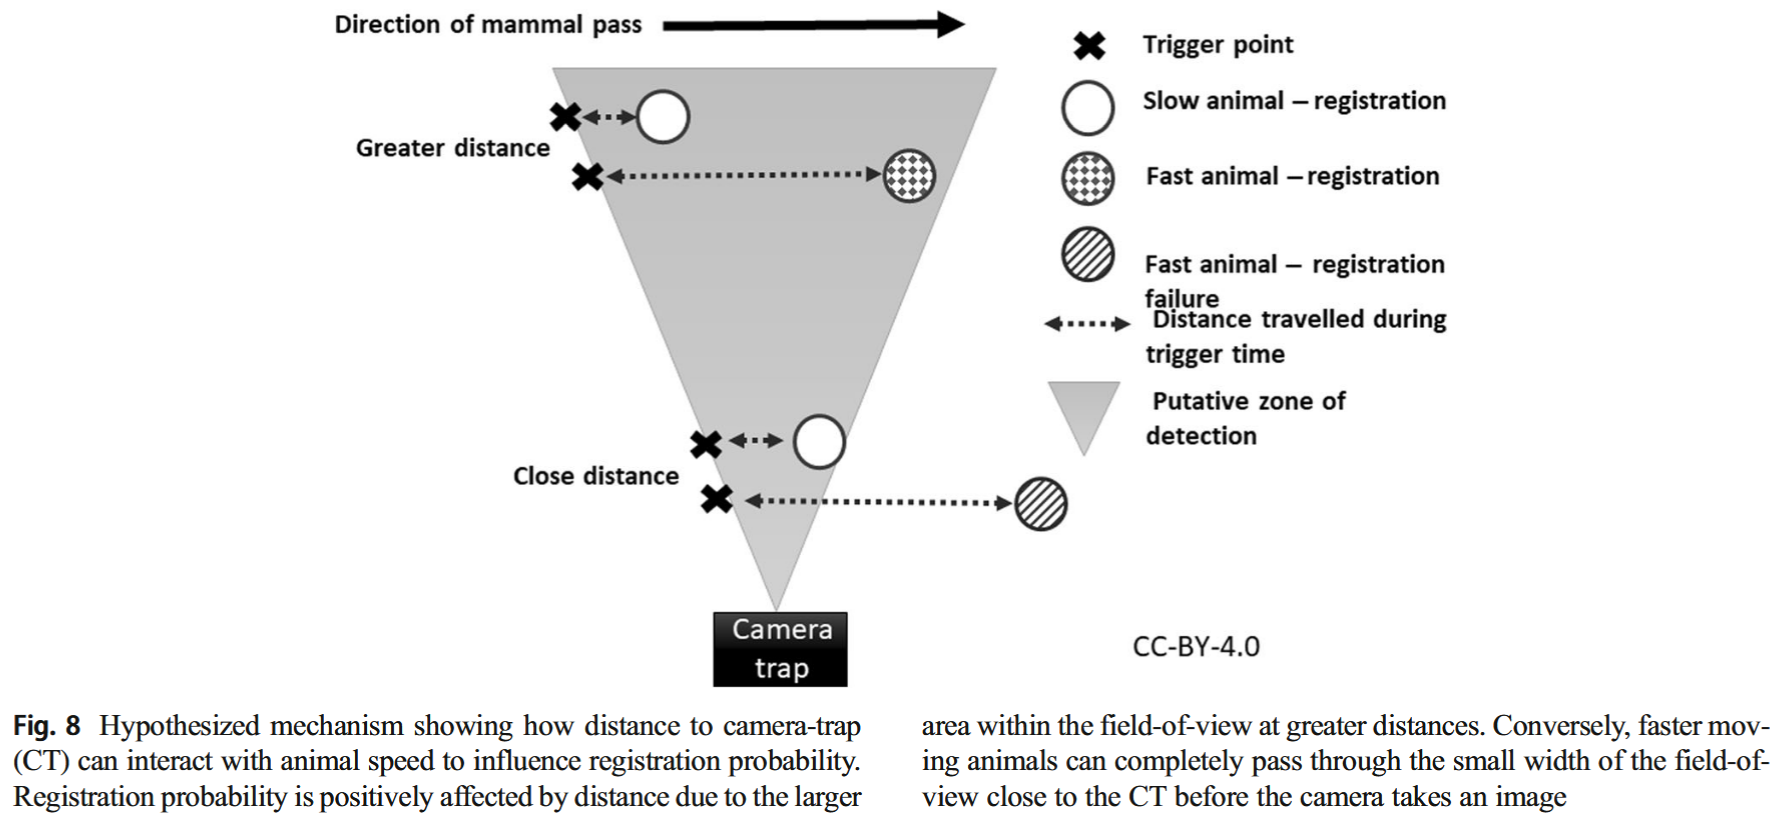 Direction of mammal pass
Greater distance
Close distance
Camera
trap
Trigger point
Slow animal – registration
Fast animal – registration
Fast animal – registration
failure
Distance travelled during
trigger time
Putative zone of
detection
CC-BY-4.0
Fig. 8 Hypothesized mechanism showing how distance to camera-trap
(CT) can interact with animal speed to influence registration probability.
Registration probability is positively affected by distance due to the larger
area within the field-of-view at greater distances. Conversely, faster mov-
ing animals can completely pass through the small width of the field-of-
view close to the CT before the camera takes an image